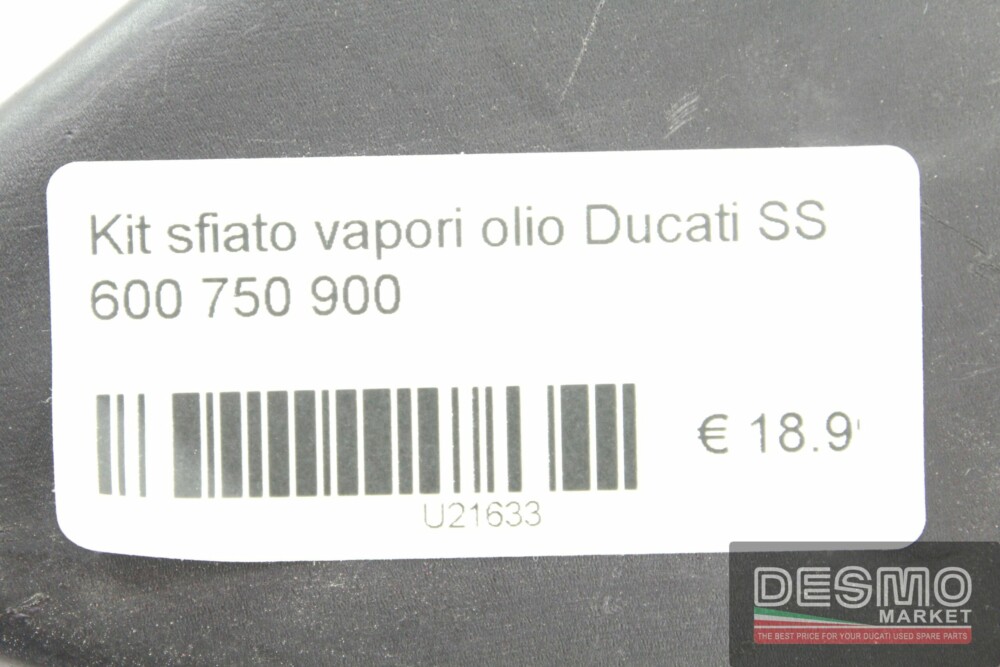 Kit sfiato vapori olio Ducati SS
600 750 900
€ 18.9
U21633
DESMO
MARKET
THE BEST PRICE FOR YOUR DUCATI USED SPARE PARTS